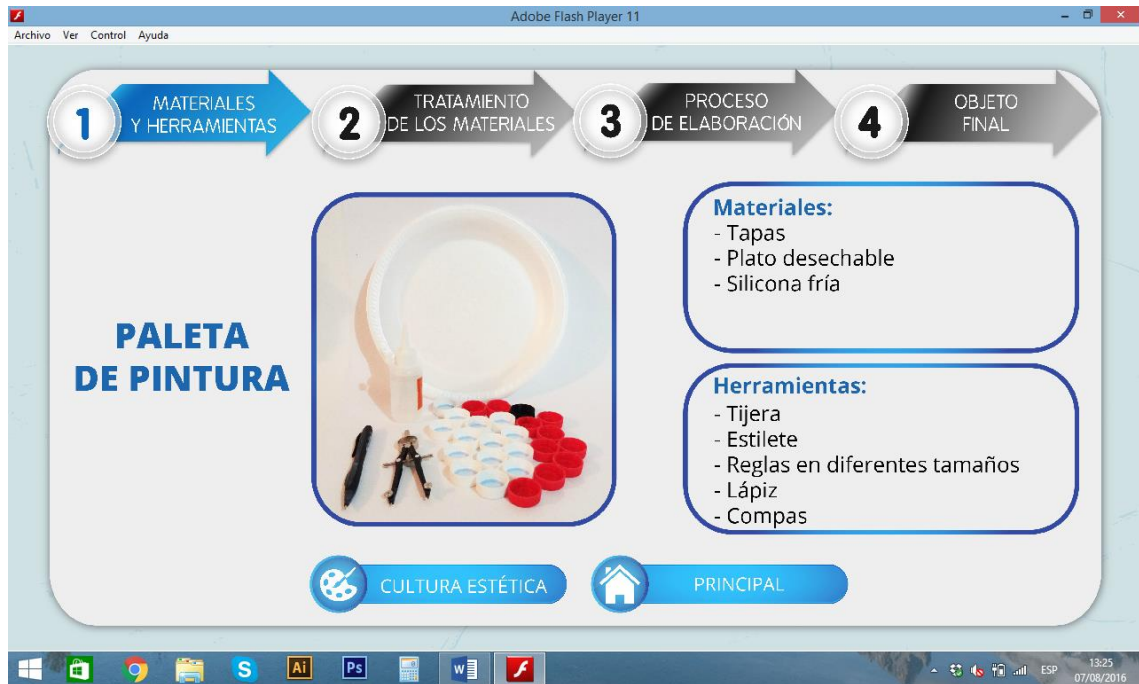 Adobe Flash Player 11
Archivo Ver Control Ayuda
1
MATERIALES
Y HERRAMIENTAS
2
TRATAMIENTO
DE LOS MATERIALES
3
PROCESO
DE ELABORACIÓN
4
OBJETO
FINAL
PALETA
DE PINTURA
Materiales:
- Tapas
- Plato desechable
- Silicona fría
Herramientas:
- Tijera
- Estilete
- Reglas en diferentes tamaños
- Lápiz
- Compas
CULTURA ESTÉTICA
PRINCIPAL
S
Ai
Ps
W
ESP
13:25
07/08/2016